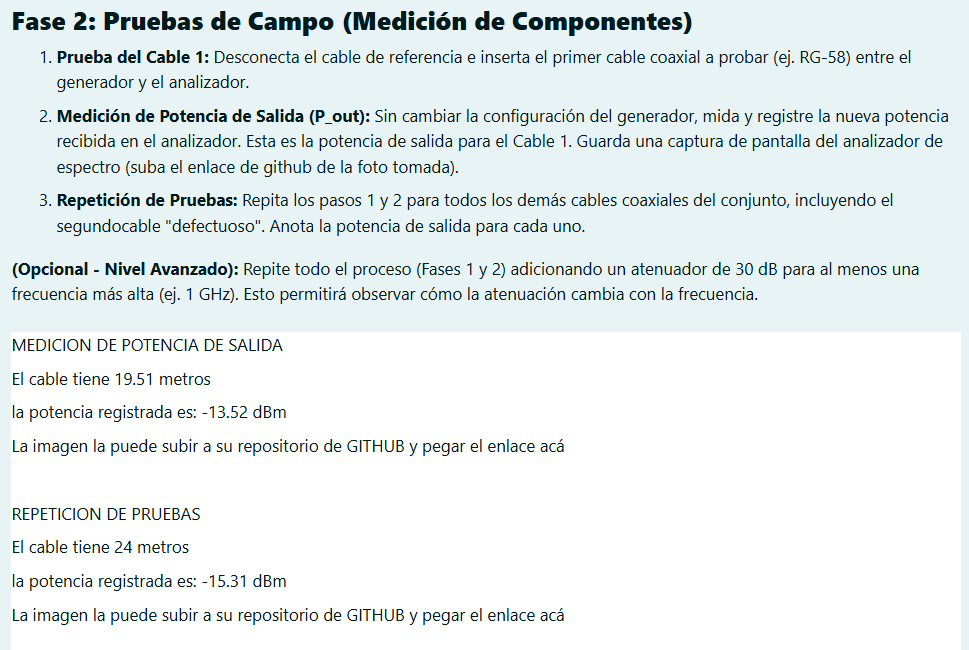 Fase 2: Pruebas de Campo (Medición de Componentes)
1. Prueba del Cable 1: Desconecta el cable de referencia e inserta el primer cable coaxial a probar (ej. RG-58) entre el
generador y el analizador.
2. Medición de Potencia de Salida (P_out): Sin cambiar la configuración del generador, mida y registre la nueva potencia
recibida en el analizador. Esta es la potencia de salida para el Cable 1. Guarda una captura de pantalla del analizador de
espectro (suba el enlace de github de la foto tomada).
3. Repetición de Pruebas: Repita los pasos 1 y 2 para todos los demás cables coaxiales del conjunto, incluyendo el
segundocable "defectuoso". Anota la potencia de salida para cada uno.
(Opcional - Nivel Avanzado): Repite todo el proceso (Fases 1 y 2) adicionando un atenuador de 30 dB para al menos una
frecuencia más alta (ej. 1 GHz). Esto permitirá observar cómo la atenuación cambia con la frecuencia.
MEDICION DE POTENCIA DE SALIDA
El cable tiene 19.51 metros
la potencia registrada es: -13.52 dBm
La imagen la puede subir a su repositorio de GITHUB y pegar el enlace acá
REPETICION DE PRUEBAS
El cable tiene 24 metros
la potencia registrada es: -15.31 dBm
La imagen la puede subir a su repositorio de GITHUB y pegar el enlace acá